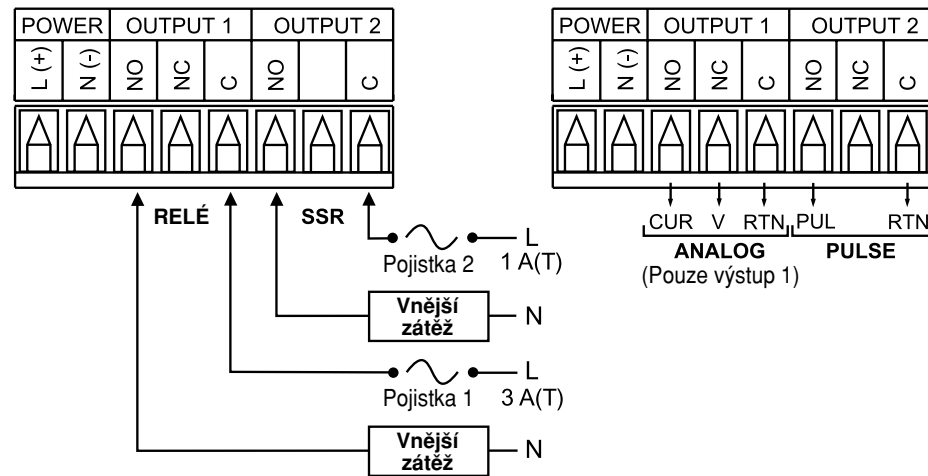 POWER OUTPUT 1 OUTPUT 2
L (+) N (-) NO NC C NO C
RELÉ SSR
L
Pojistka 2 1 A(T)
Vnější
zátěž
N
L
Pojistka 1 3 A(T)
Vnější
zátěž
N
POWER OUTPUT 1 OUTPUT 2
L (+) N (-) NO NC C NO NC C
CUR V RTN PUL RTN
ANALOG PULSE
(Pouze výstup 1)